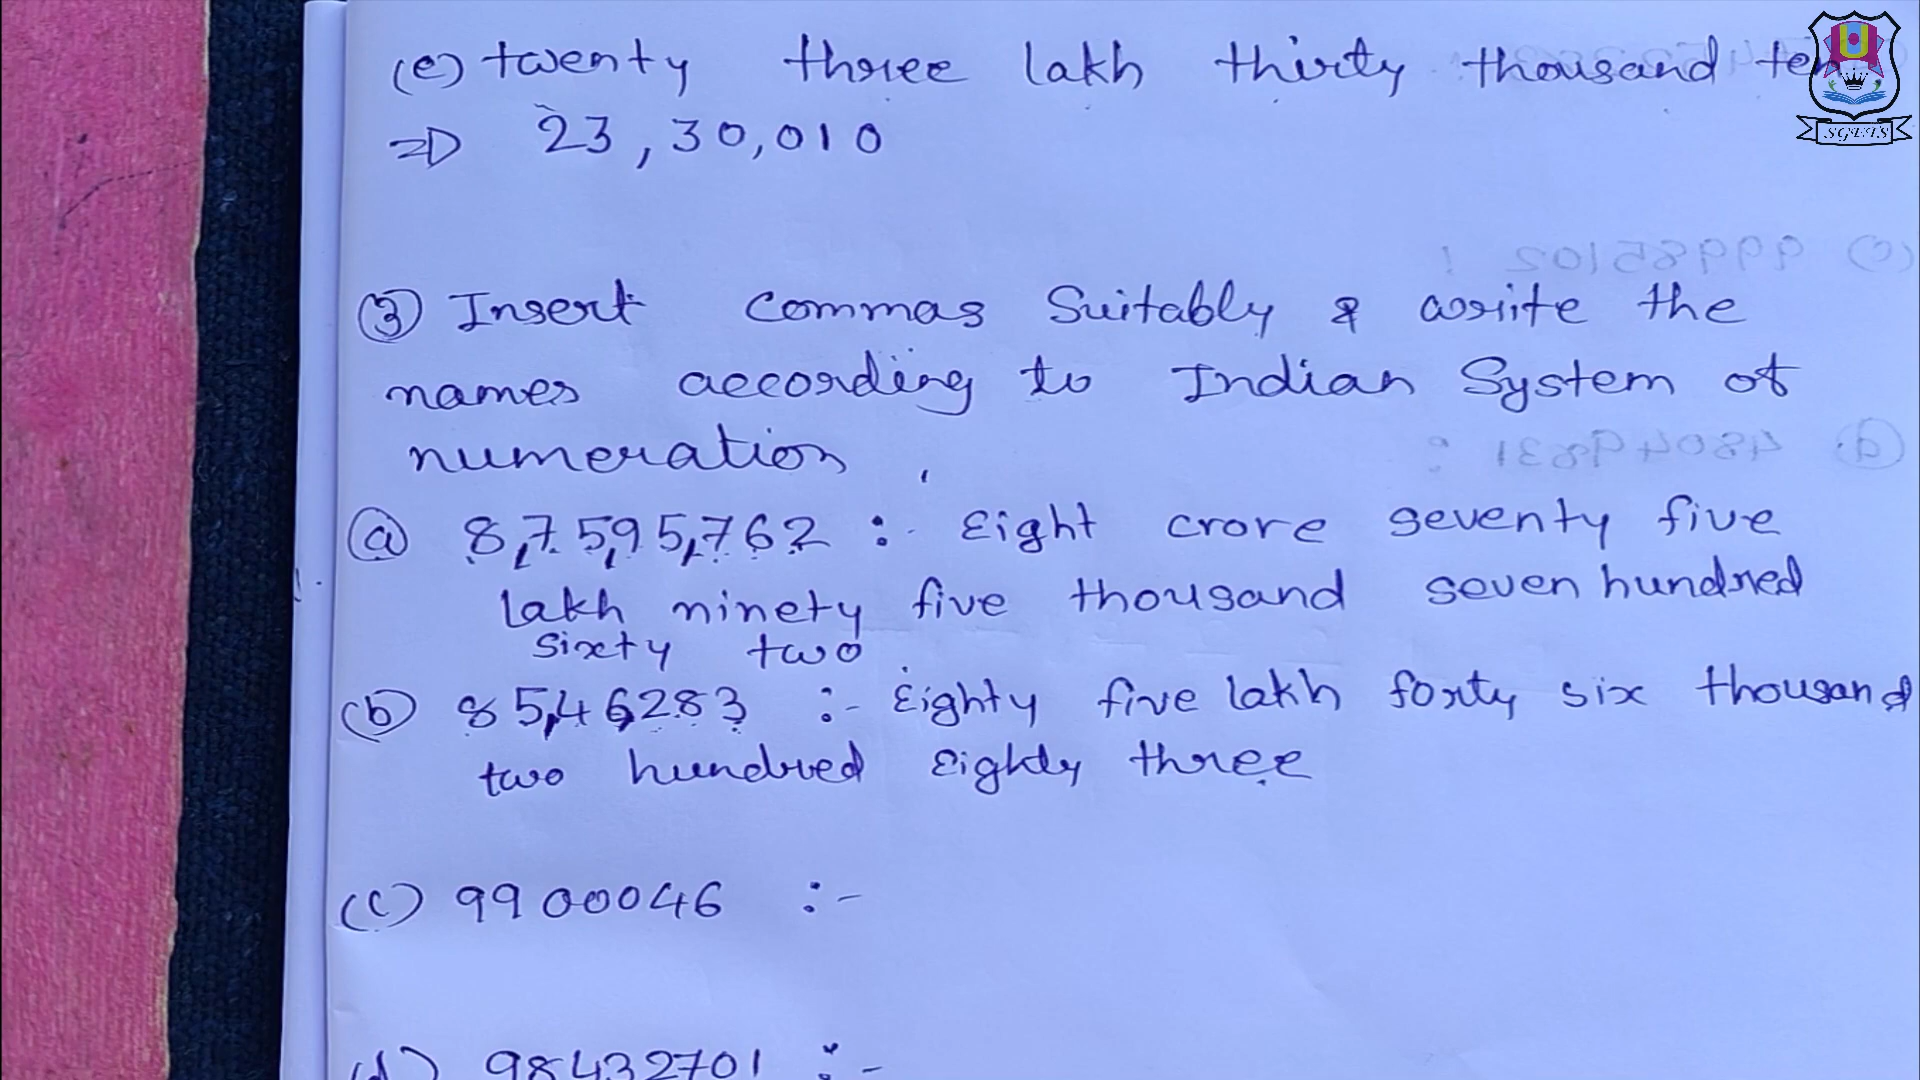 (e) twenty three lakh thirty thousand ten
⇒ 23,30,010
③ Insert commas Suitably & write the
names according to Indian System of
numeration.
ⓐ 8,75,95,762 :- Eight crore seventy five
lakh ninety five thousand seven hundred
sixty two
(b) 85,46,283 :- Eighty five lakh forty six thousand
two hundred eighty three
(c) 9900046 :-
(d) 98432701 :-
SGEMS